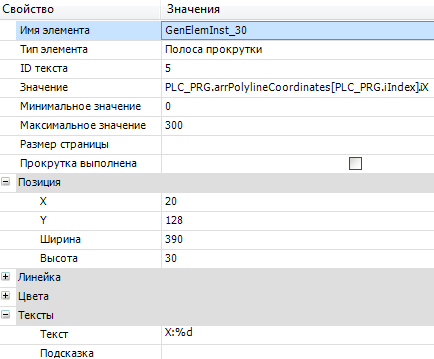 Свойство Значения
Имя элемента GenElemInst_30
Тип элемента Полоса прокрутки
ID текста 5
Значение PLC_PRG.arrPolylineCoordinates[PLC_PRG.iIndex].iX
Минимальное значение 0
Максимальное значение 300
Размер страницы
Прокрутка выполнена
Позиция
X 20
Y 128
Ширина 390
Высота 30
Линейка
Цвета
Тексты
Текст X:%d
Подсказка